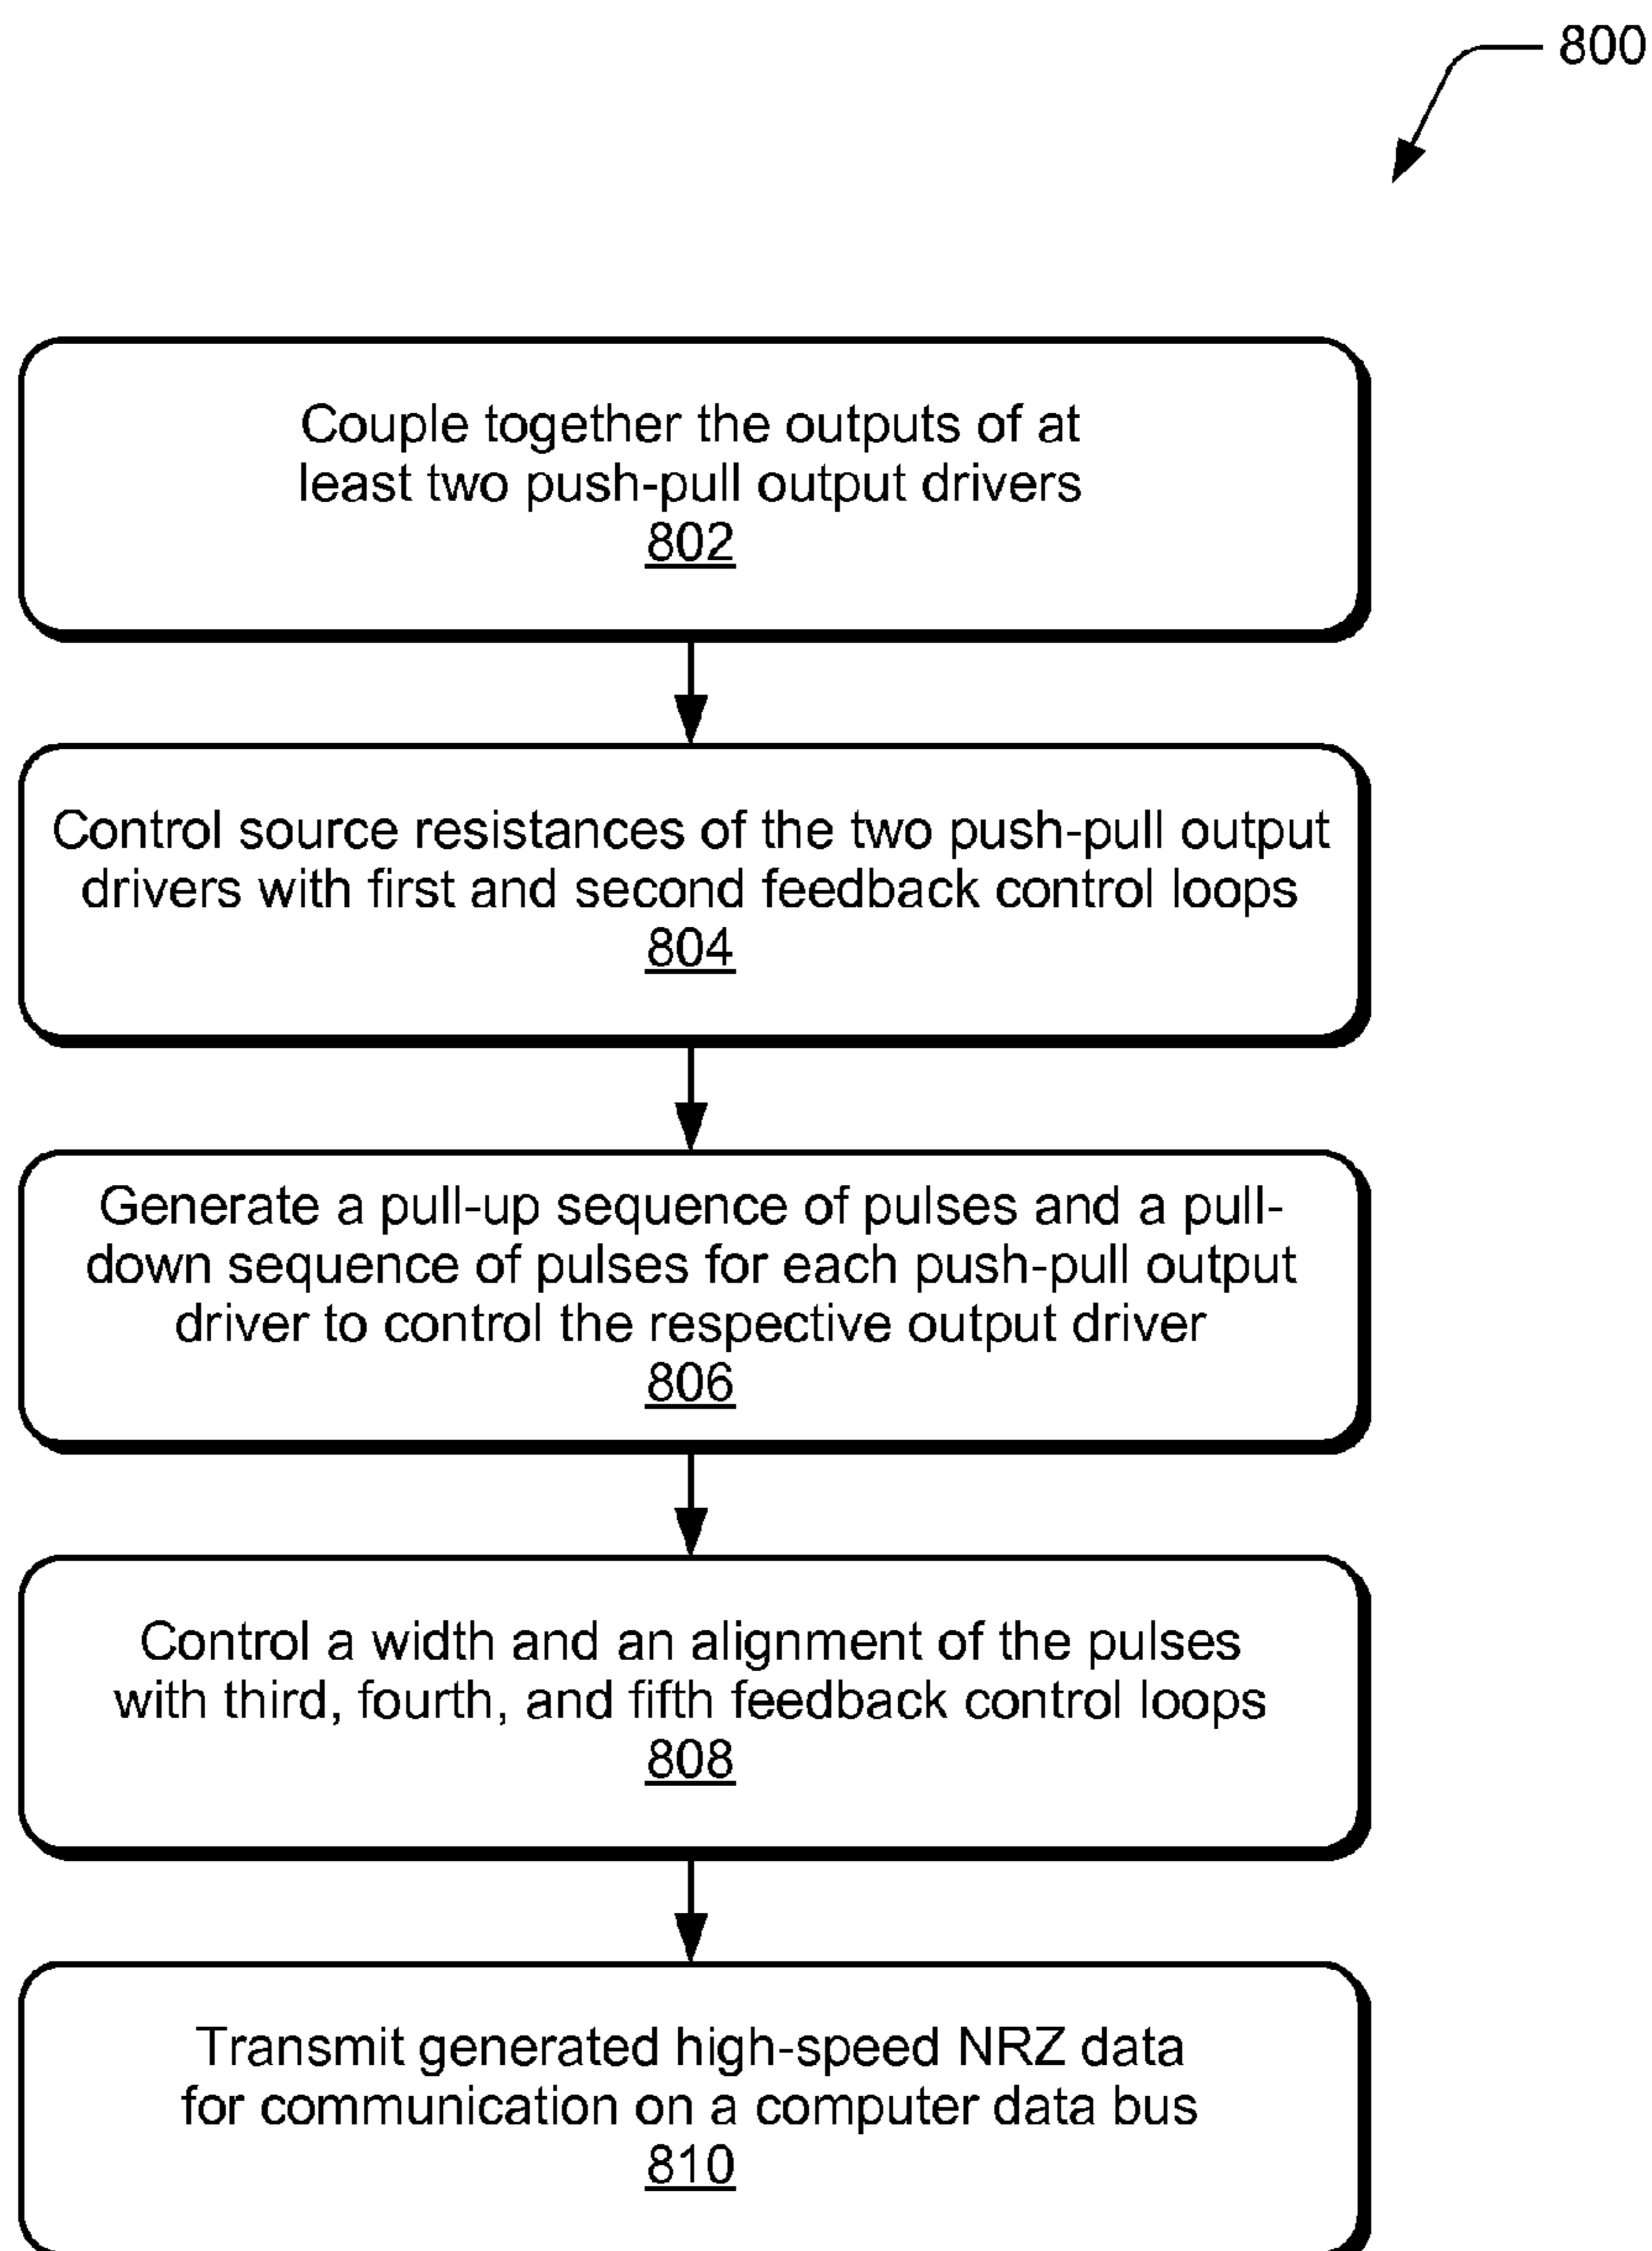 800
Couple together the outputs of at
least two push-pull output drivers
802
Control source resistances of the two push-pull output
drivers with first and second feedback control loops
804
Generate a pull-up sequence of pulses and a pull-
down sequence of pulses for each push-pull output
driver to control the respective output driver
806
Control a width and an alignment of the pulses
with third, fourth, and fifth feedback control loops
808
Transmit generated high-speed NRZ data
for communication on a computer data bus
810